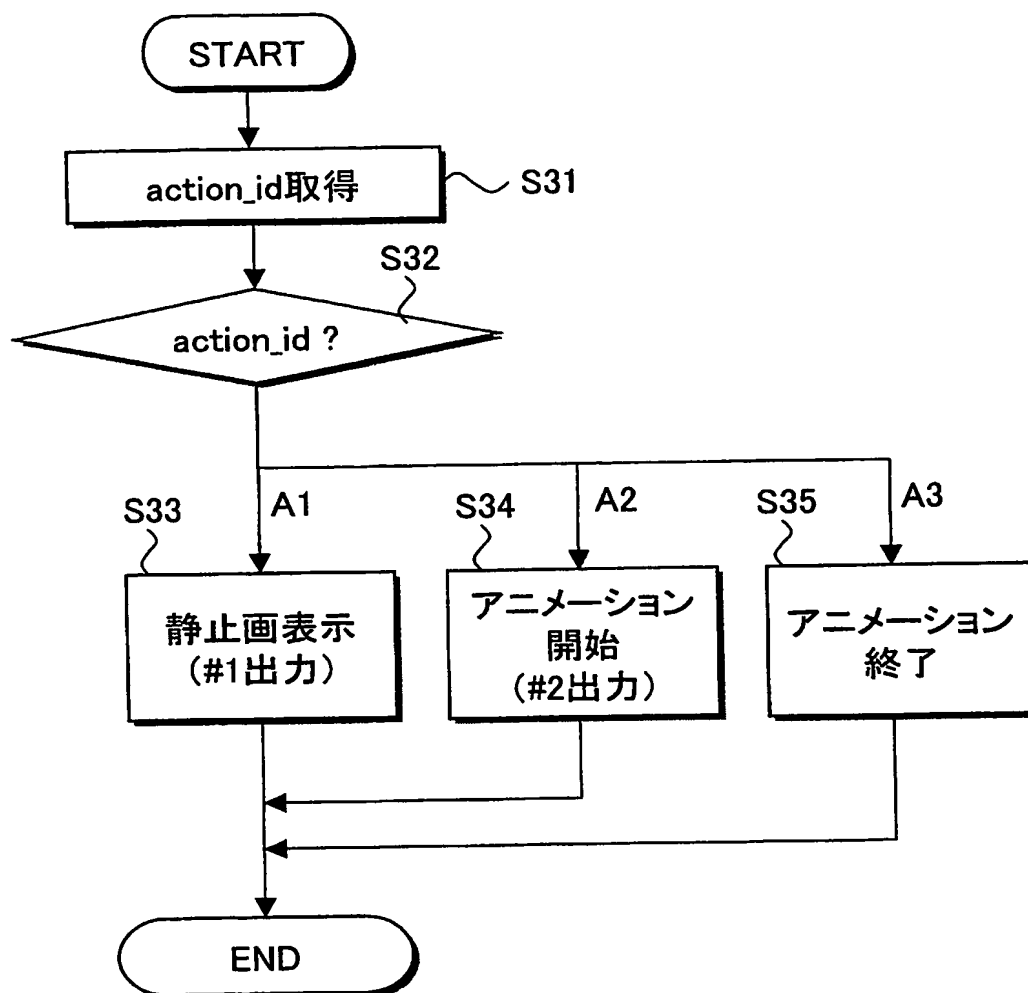 START
action_id取得
S31
S32
action_id ?
S33
A1
S34
A2
S35
A3
静止画表示
(#1出力)
アニメーション
開始
(#2出力)
アニメーション
終了
END